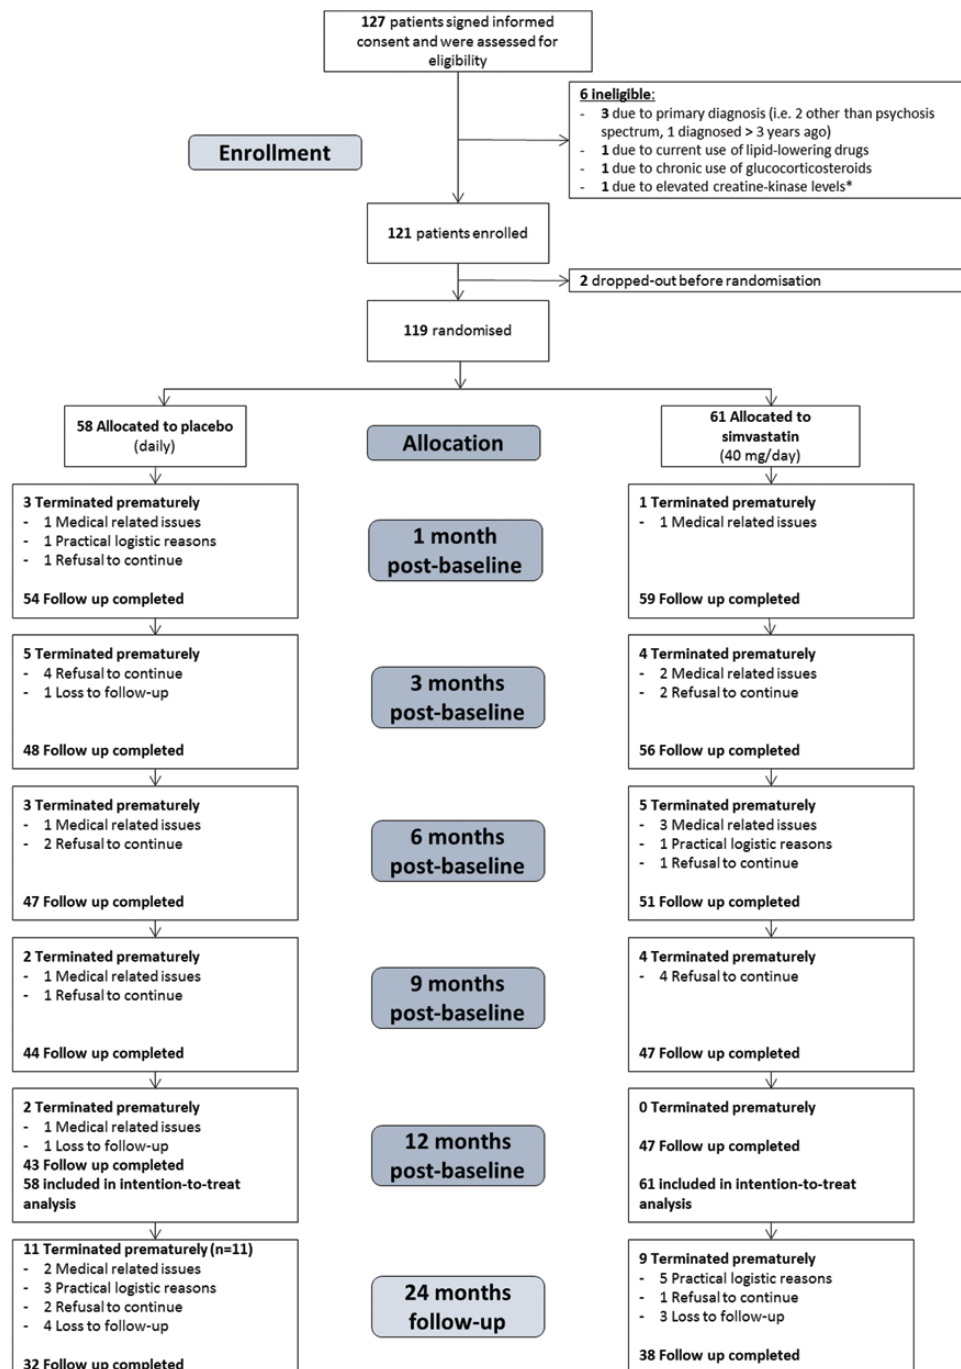 127 patients signed informed
consent and were assessed for
eligibility
6 ineligible:
- 3 due to primary diagnosis (i.e. 2 other than psychosis
spectrum, 1 diagnosed > 3 years ago)
- 1 due to current use of lipid-lowering drugs
- 1 due to chronic use of glucocorticosteroids
- 1 due to elevated creatine-kinase levels*
Enrollment
121 patients enrolled
2 dropped-out before randomisation
119 randomised
58 Allocated to placebo
(daily)
Allocation
61 Allocated to
simvastatin
(40 mg/day)
3 Terminated prematurely
- 1 Medical related issues
- 1 Practical logistic reasons
- 1 Refusal to continue
54 Follow up completed
1 month
post-baseline
1 Terminated prematurely
- 1 Medical related issues
59 Follow up completed
5 Terminated prematurely
- 4 Refusal to continue
- 1 Loss to follow-up
48 Follow up completed
3 months
post-baseline
4 Terminated prematurely
- 2 Medical related issues
- 2 Refusal to continue
56 Follow up completed
3 Terminated prematurely
- 1 Medical related issues
- 2 Refusal to continue
47 Follow up completed
6 months
post-baseline
5 Terminated prematurely
- 3 Medical related issues
- 1 Practical logistic reasons
- 1 Refusal to continue
51 Follow up completed
2 Terminated prematurely
- 1 Medical related issues
- 1 Refusal to continue
44 Follow up completed
9 months
post-baseline
4 Terminated prematurely
- 4 Refusal to continue
47 Follow up completed
2 Terminated prematurely
- 1 Medical related issues
- 1 Loss to follow-up
43 Follow up completed
58 included in intention-to-treat
analysis
12 months
post-baseline
0 Terminated prematurely
47 Follow up completed
61 included in intention-to-treat
analysis
11 Terminated prematurely (n=11)
- 2 Medical related issues
- 3 Practical logistic reasons
- 2 Refusal to continue
- 4 Loss to follow-up
32 Follow up completed
24 months
follow-up
9 Terminated prematurely
- 5 Practical logistic reasons
- 1 Refusal to continue
- 3 Loss to follow-up
38 Follow up completed